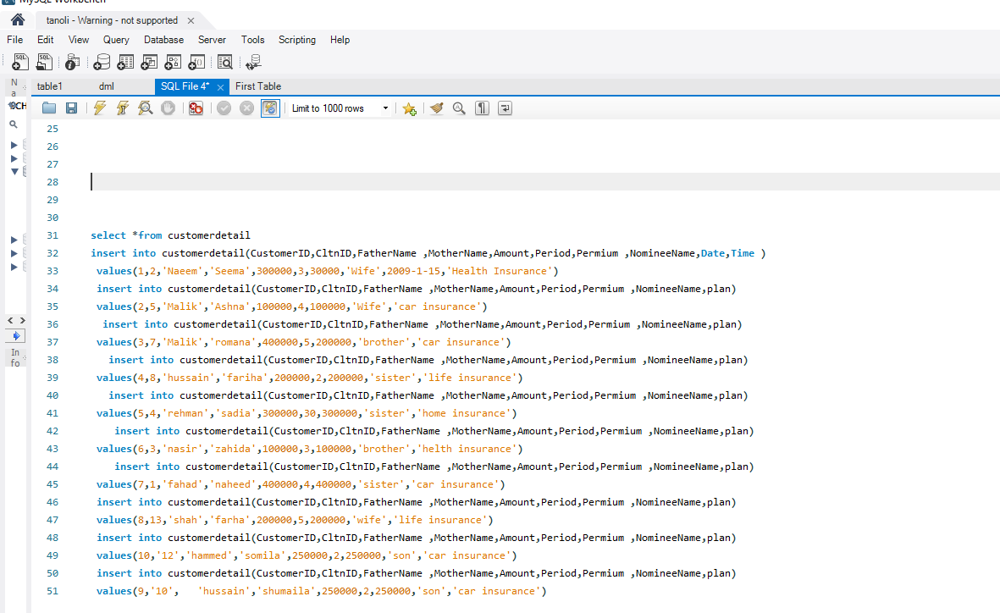 MySQL Workbench
tanoli - Warning - not supported
File Edit View Query Database Server Tools Scripting Help
Na table1 dml SQL File 4* First Table
SCH
Limit to 1000 rows
25
26
27
28
29
30
31 select *from customerdetail
32 insert into customerdetail(CustomerID,CltnID,FatherName ,MotherName,Amount,Period,Permium ,NomineeName,Date,Time )
33 values(1,2,'Naeem','Seema',300000,3,30000,'Wife',2009-1-15,'Health Insurance')
34 insert into customerdetail(CustomerID,CltnID,FatherName ,MotherName,Amount,Period,Permium ,NomineeName,plan)
35 values(2,5,'Malik','Ashna',100000,4,100000,'Wife','car insurance')
36 insert into customerdetail(CustomerID,CltnID,FatherName ,MotherName,Amount,Period,Permium ,NomineeName,plan)
37 values(3,7,'Malik','romana',400000,5,200000,'brother','car insurance')
38 insert into customerdetail(CustomerID,CltnID,FatherName ,MotherName,Amount,Period,Permium ,NomineeName,plan)
39 values(4,8,'hussain','fariha',200000,2,200000,'sister','life insurance')
40 insert into customerdetail(CustomerID,CltnID,FatherName ,MotherName,Amount,Period,Permium ,NomineeName,plan)
41 values(5,4,'rehman','sadia',300000,30,300000,'sister','home insurance')
42 insert into customerdetail(CustomerID,CltnID,FatherName ,MotherName,Amount,Period,Permium ,NomineeName,plan)
43 values(6,3,'nasir','zahida',100000,3,100000,'brother','helth insurance')
44 insert into customerdetail(CustomerID,CltnID,FatherName ,MotherName,Amount,Period,Permium ,NomineeName,plan)
45 values(7,1,'fahad','naheed',400000,4,400000,'sister','car insurance')
46 insert into customerdetail(CustomerID,CltnID,FatherName ,MotherName,Amount,Period,Permium ,NomineeName,plan)
47 values(8,13,'shah','farha',200000,5,200000,'wife','life insurance')
48 insert into customerdetail(CustomerID,CltnID,FatherName ,MotherName,Amount,Period,Permium ,NomineeName,plan)
49 values(10,'12','hammed','somila',250000,2,250000,'son','car insurance')
50 insert into customerdetail(CustomerID,CltnID,FatherName ,MotherName,Amount,Period,Permium ,NomineeName,plan)
51 values(9,'10', 'hussain','shumaila',250000,2,250000,'son','car insurance')
Info